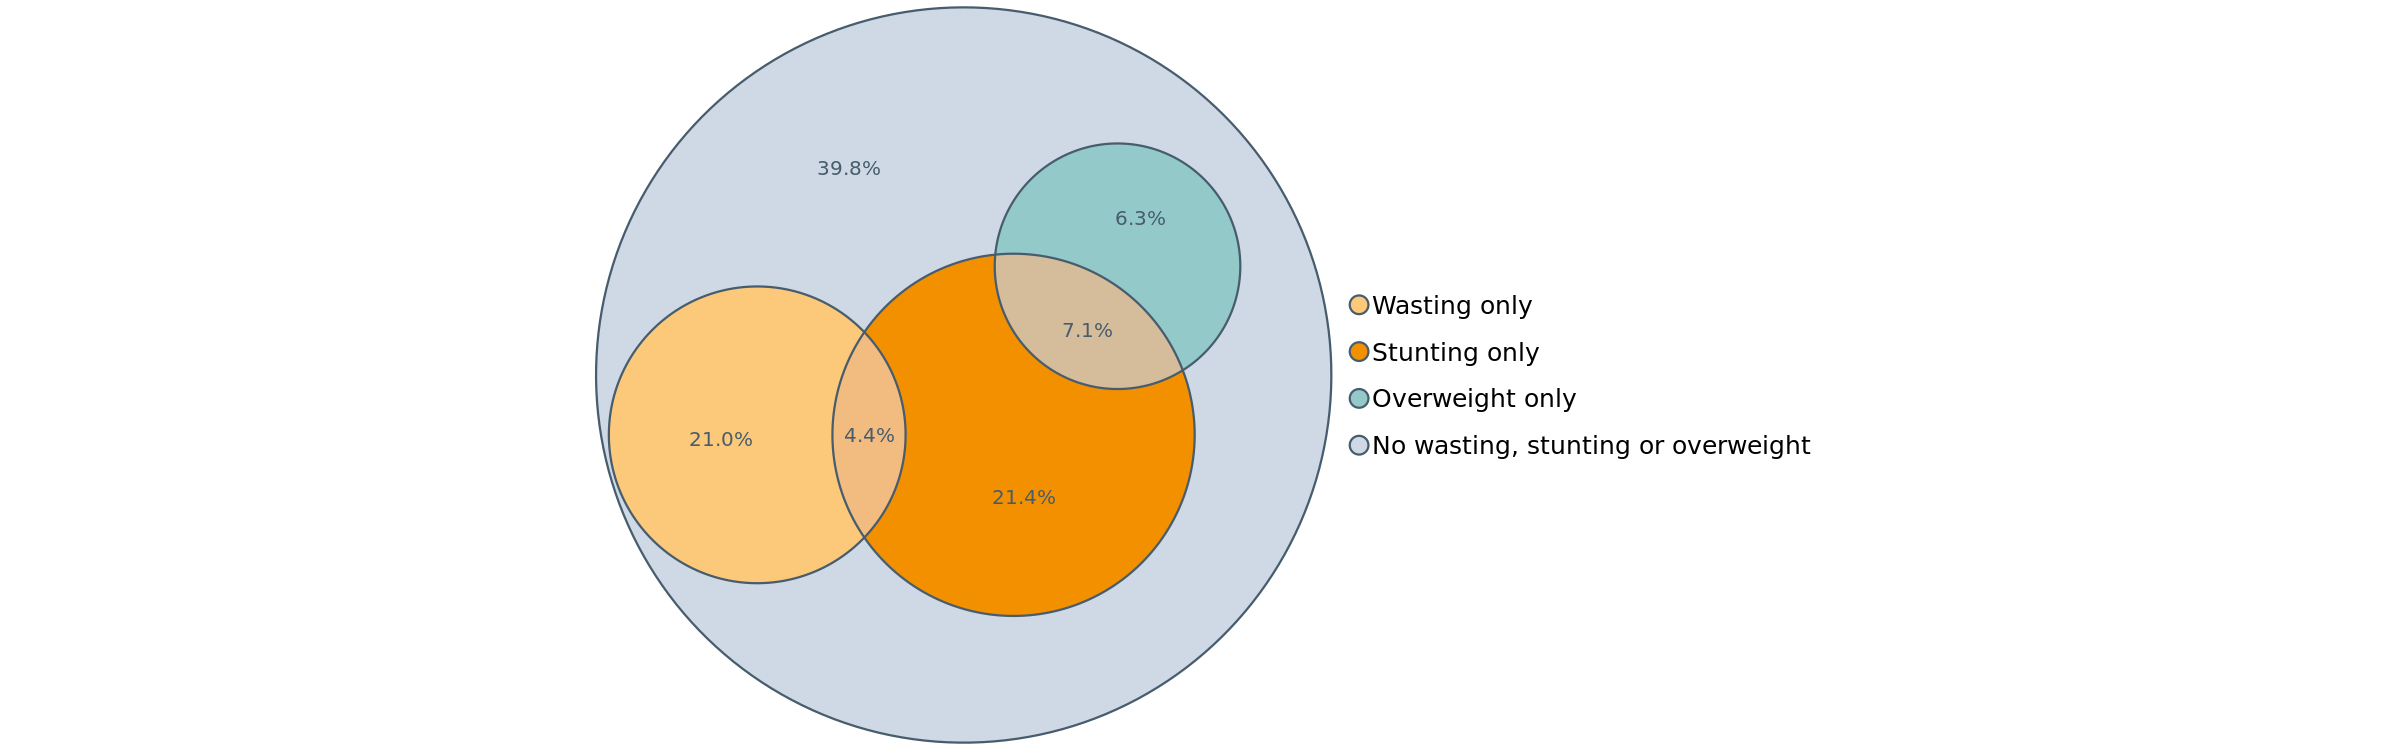 39.8%
6.3%
7.1%
21.0%
4.4%
21.4%
Wasting only
Stunting only
Overweight only
No wasting, stunting or overweight